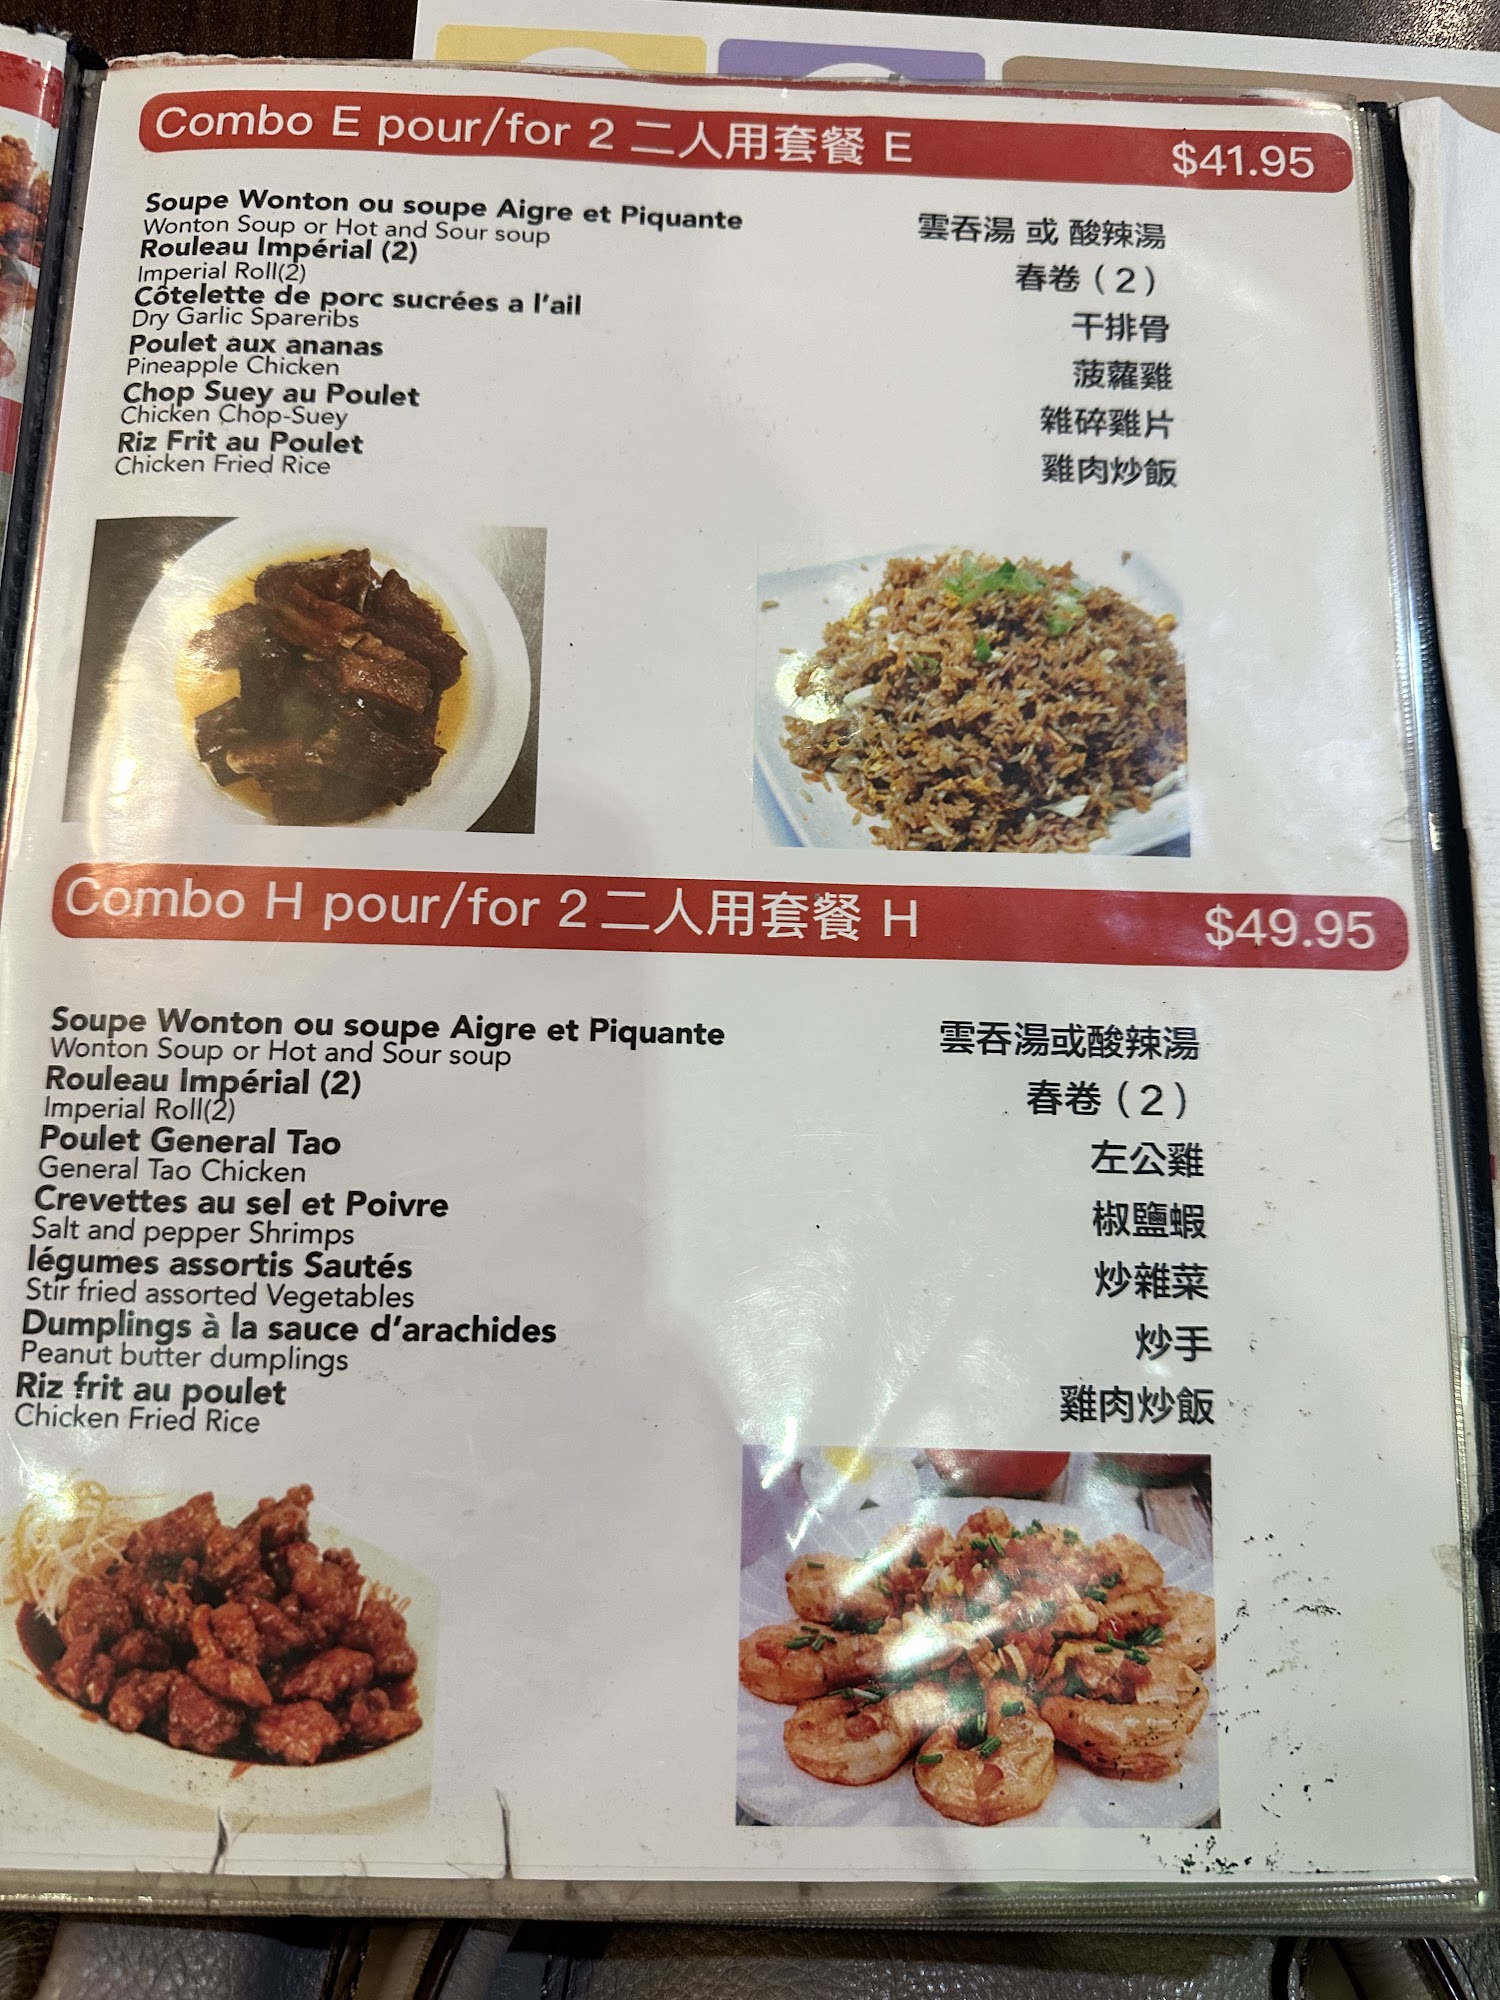 Combo E pour/for 2 二人用套餐 E $41.95
Soupe Wonton ou soupe Aigre et Piquante 雲吞湯 或 酸辣湯
Wonton Soup or Hot and Sour soup
Rouleau Impérial (2) 春卷（2）
Imperial Roll(2)
Côtelette de porc sucrées a l'ail 干排骨
Dry Garlic Spareribs
Poulet aux ananas 菠蘿雞
Pineapple Chicken
Chop Suey au Poulet 雜碎雞片
Chicken Chop-Suey
Riz Frit au Poulet 雞肉炒飯
Chicken Fried Rice
Combo H pour/for 2 二人用套餐 H $49.95
Soupe Wonton ou soupe Aigre et Piquante 雲吞湯或酸辣湯
Wonton Soup or Hot and Sour soup
Rouleau Impérial (2) 春卷（2）
Imperial Roll(2)
Poulet General Tao 左公雞
General Tao Chicken
Crevettes au sel et Poivre 椒鹽蝦
Salt and pepper Shrimps
légumes assortis Sautés 炒雜菜
Stir fried assorted Vegetables
Dumplings à la sauce d'arachides 炒手
Peanut butter dumplings
Riz frit au poulet 雞肉炒飯
Chicken Fried Rice